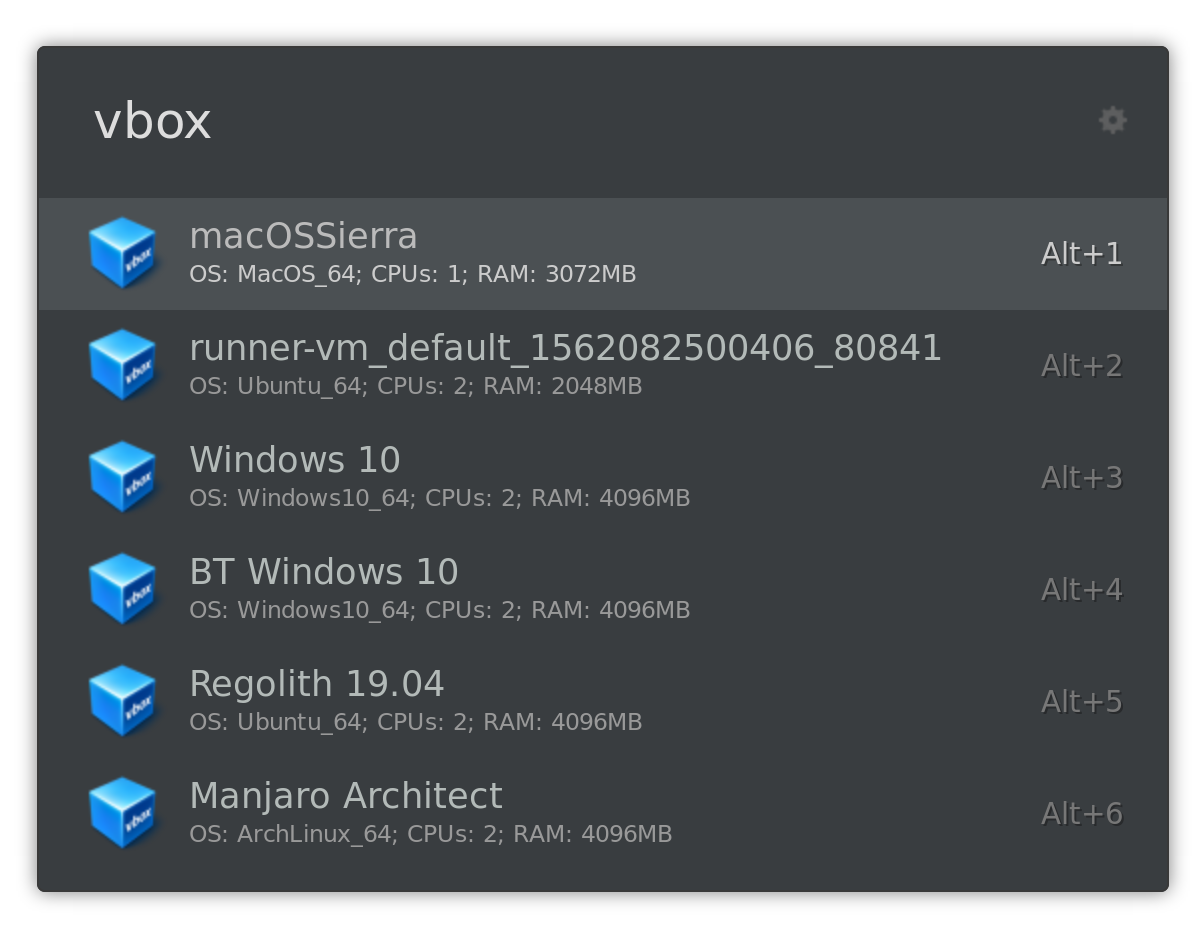 vbox
vbox
macOSSierra
OS: MacOS_64; CPUs: 1; RAM: 3072MB
Alt+1
vbox
runner-vm_default_1562082500406_80841
OS: Ubuntu_64; CPUs: 2; RAM: 2048MB
Alt+2
vbox
Windows 10
OS: Windows10_64; CPUs: 2; RAM: 4096MB
Alt+3
vbox
BT Windows 10
OS: Windows10_64; CPUs: 2; RAM: 4096MB
Alt+4
vbox
Regolith 19.04
OS: Ubuntu_64; CPUs: 2; RAM: 4096MB
Alt+5
vbox
Manjaro Architect
OS: ArchLinux_64; CPUs: 2; RAM: 4096MB
Alt+6